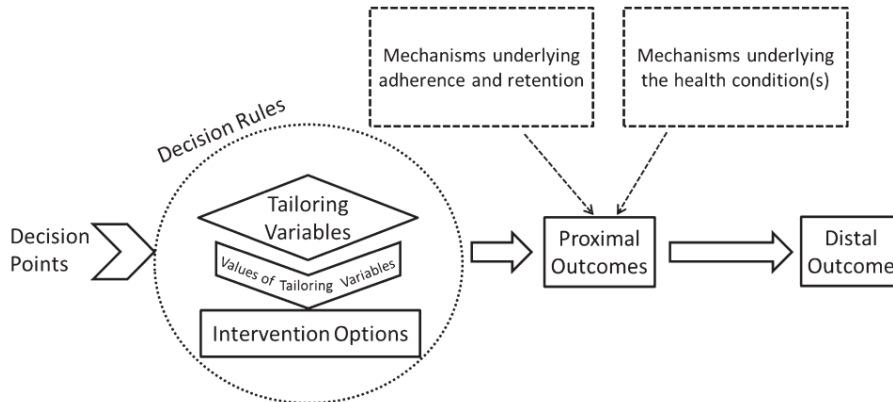 Mechanisms underlying
adherence and retention
Mechanisms underlying
the health condition(s)
Decision Rules
Decision
Points
Tailoring
Variables
Values of Tailoring Variables
Intervention Options
Proximal
Outcomes
Distal
Outcome